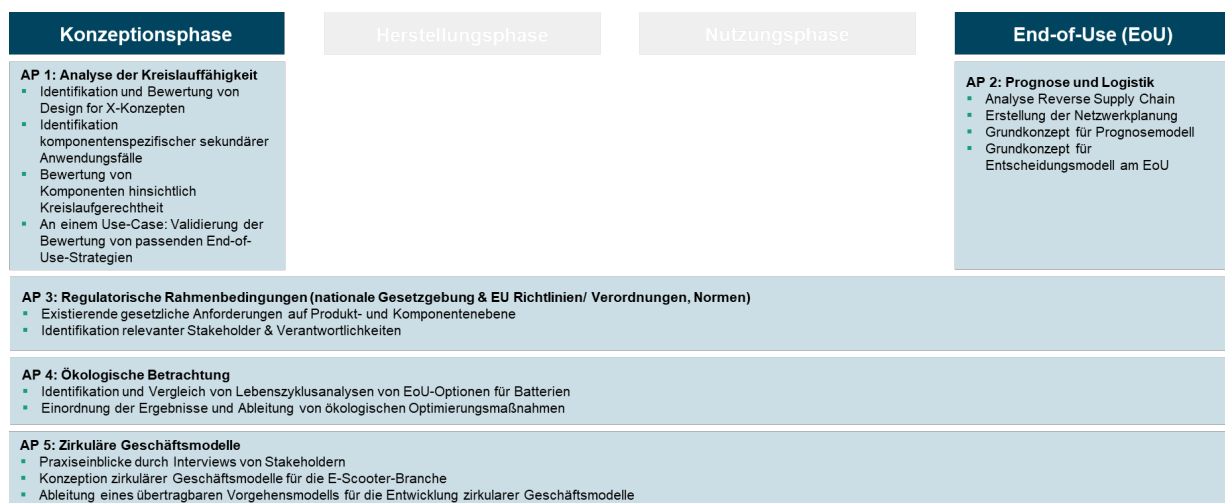 Konzeptionsphase
Herstellungsphase
Nutzungsphase
End-of-Use (EoU)
AP 1: Analyse der Kreislauffähigkeit
▪ Identifikation und Bewertung von
Design for X-Konzepten
▪ Identifikation
komponentenspezifischer sekundärer
Anwendungsfälle
▪ Bewertung von
Komponenten hinsichtlich
Kreislaufgerechtheit
▪ An einem Use-Case: Validierung der
Bewertung von passenden End-of-
Use-Strategien
AP 2: Prognose und Logistik
▪ Analyse Reverse Supply Chain
▪ Erstellung der Netzwerkplanung
▪ Grundkonzept für Prognosemodell
▪ Grundkonzept für
Entscheidungsmodell am EoU
AP 3: Regulatorische Rahmenbedingungen (nationale Gesetzgebung & EU Richtlinien/ Verordnungen, Normen)
▪ Existierende gesetzliche Anforderungen auf Produkt- und Komponentenebene
▪ Identifikation relevanter Stakeholder & Verantwortlichkeiten
AP 4: Ökologische Betrachtung
▪ Identifikation und Vergleich von Lebenszyklusanalysen von EoU-Optionen für Batterien
▪ Einordnung der Ergebnisse und Ableitung von ökologischen Optimierungsmaßnahmen
AP 5: Zirkuläre Geschäftsmodelle
▪ Praxiseinblicke durch Interviews von Stakeholdern
▪ Konzeption zirkulärer Geschäftsmodelle für die E-Scooter-Branche
▪ Ableitung eines übertragbaren Vorgehensmodells für die Entwicklung zirkularer Geschäftsmodelle